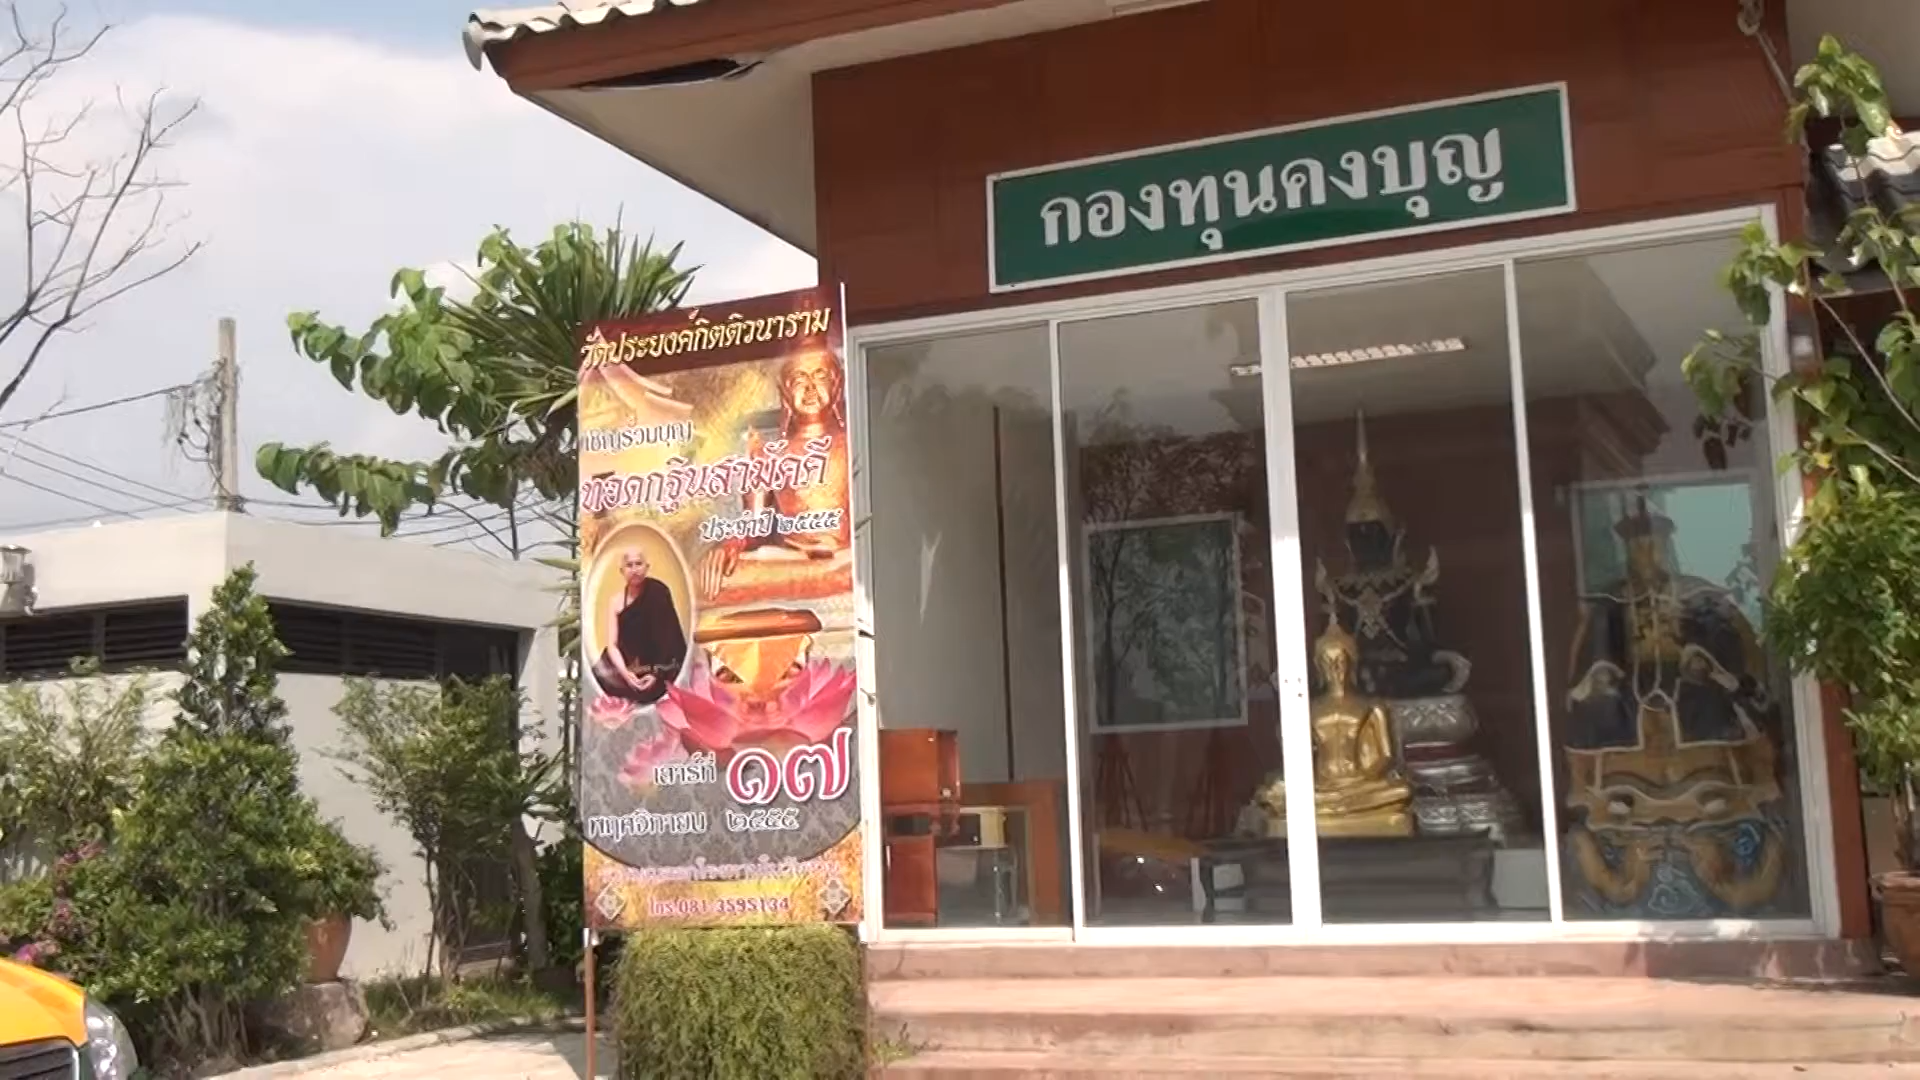 กองทุนคงบุญ
วัดประยงค์กิตติวนาราม
เชิญร่วมบุญ
ทอดกฐินสามัคคี
ประจำปี ๒๕๕๕
เสาร์ที่ ๑๗
พฤศจิกายน ๒๕๕๕
โทร.081-3595134